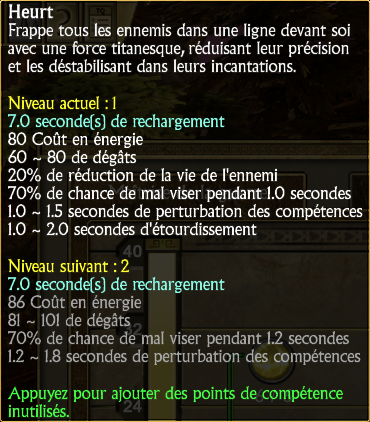 Heurt
Frappe tous les ennemis dans une ligne devant soi
avec une force titanesque, réduisant leur précision
et les déstabilisant dans leurs incantations.
Niveau actuel : 1
7.0 seconde(s) de rechargement
80 Coût en énergie
60 ~ 80 de dégâts
20% de réduction de la vie de l'ennemi
70% de chance de mal viser pendant 1.0 secondes
1.0 ~ 1.5 secondes de perturbation des compétences
1.0 ~ 2.0 secondes d'étourdissement
40
Niveau suivant : 2
7.0 seconde(s) de rechargement
86 Coût en énergie
81 ~ 101 de dégâts
32
70% de chance de mal viser pendant 1.2 secondes
1.2 ~ 1.8 secondes de perturbation des compétences
Appuyez pour ajouter des points de compétence
inutilisés.
24